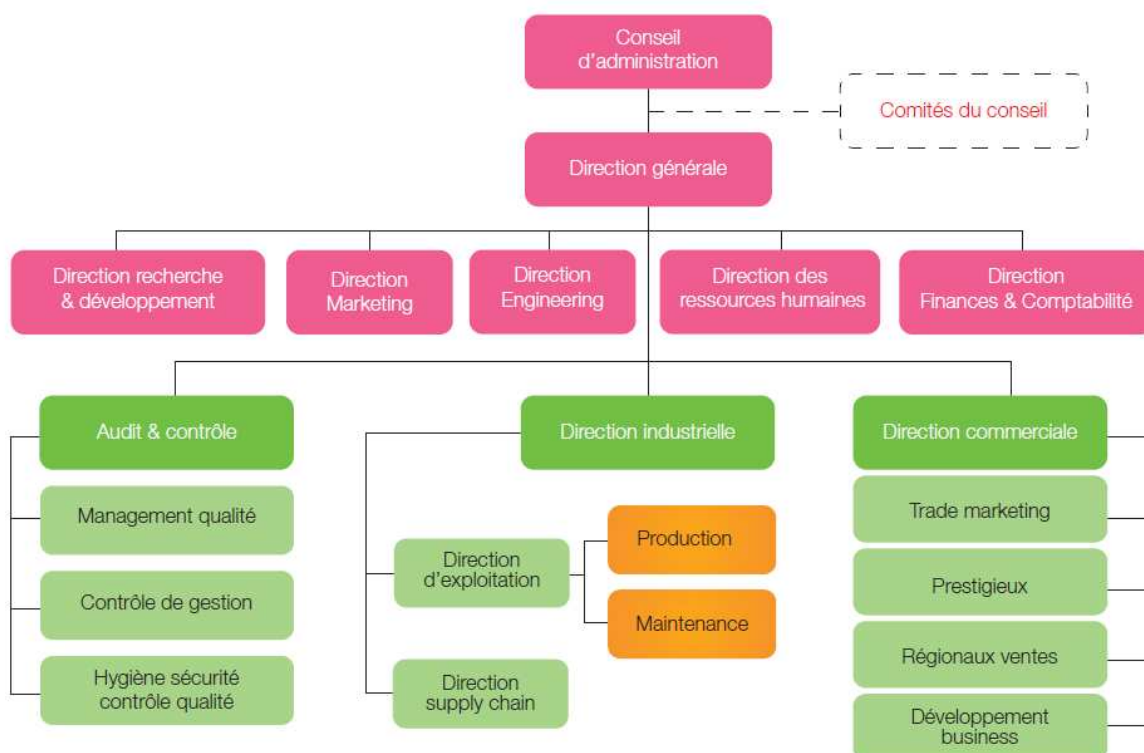 Conseil
d'administration
Comités du conseil
Direction générale
Direction recherche
& développement
Direction
Marketing
Direction
Engineering
Direction des
ressources humaines
Direction
Finances & Comptabilité
Audit & contrôle
Management qualité
Contrôle de gestion
Hygiène sécurité
contrôle qualité
Direction industrielle
Direction
d'exploitation
Production
Maintenance
Direction
supply chain
Direction commerciale
Trade marketing
Prestigieux
Régionaux ventes
Développement
business